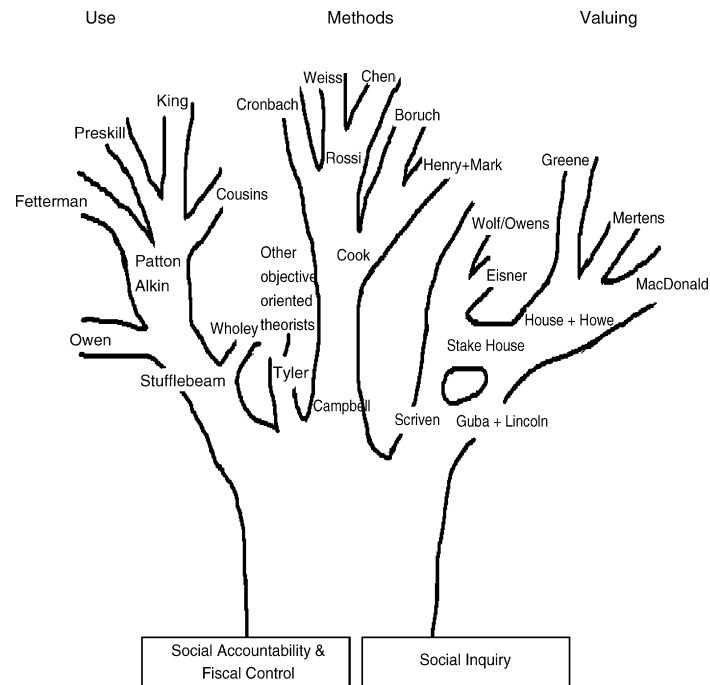 Use
Methods
Valuing
King
Preskill
Fetterman
Cousins
Patton
Alkin
Owen
Stufflebeam
Wholey
Other
objective
oriented
theorists
Tyler
Cronbach
Weiss
Chen
Rossi
Boruch
Henry+Mark
Cook
Campbell
Greene
Wolf/Owens
Mertens
Eisner
MacDonald
House + Howe
Stake House
Scriven
Guba + Lincoln
Social Accountability &
Fiscal Control
Social Inquiry